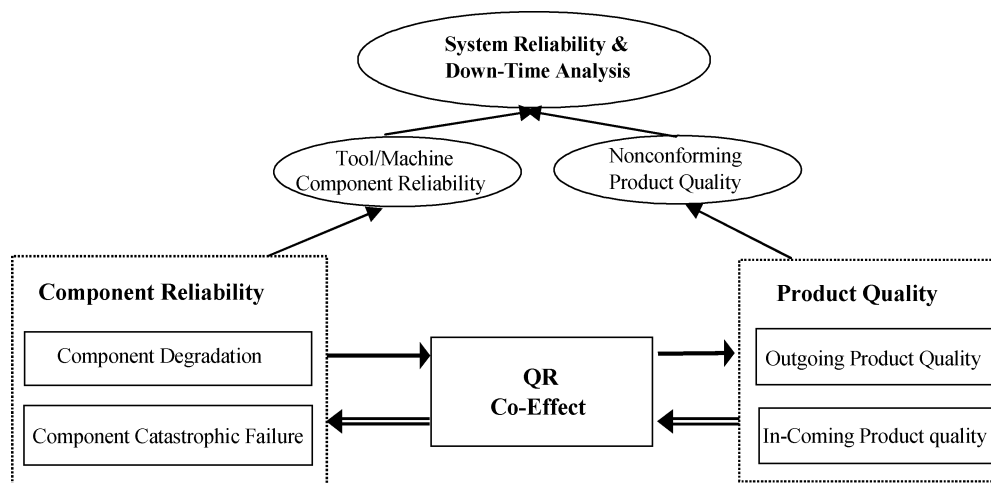 System Reliability &
Down-Time Analysis
Tool/Machine
Component Reliability
Nonconforming
Product Quality
Component Reliability
Component Degradation
Component Catastrophic Failure
QR
Co-Effect
Product Quality
Outgoing Product Quality
In-Coming Product quality